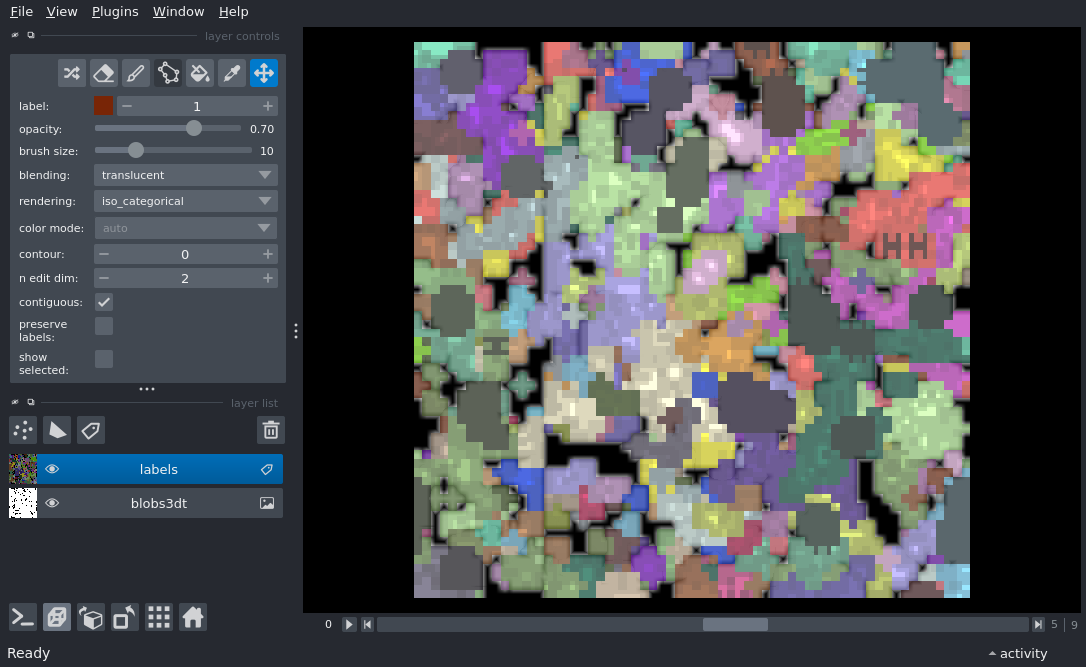 File View Plugins Window Help
layer controls
label: 1
opacity: 0.70
brush size: 10
blending: translucent
rendering: iso_categorical
color mode: auto
contour: 0
n edit dim: 2
contiguous:
preserve
labels:
show
selected:
layer list
labels
blobs3dt
0 5 9
Ready activity